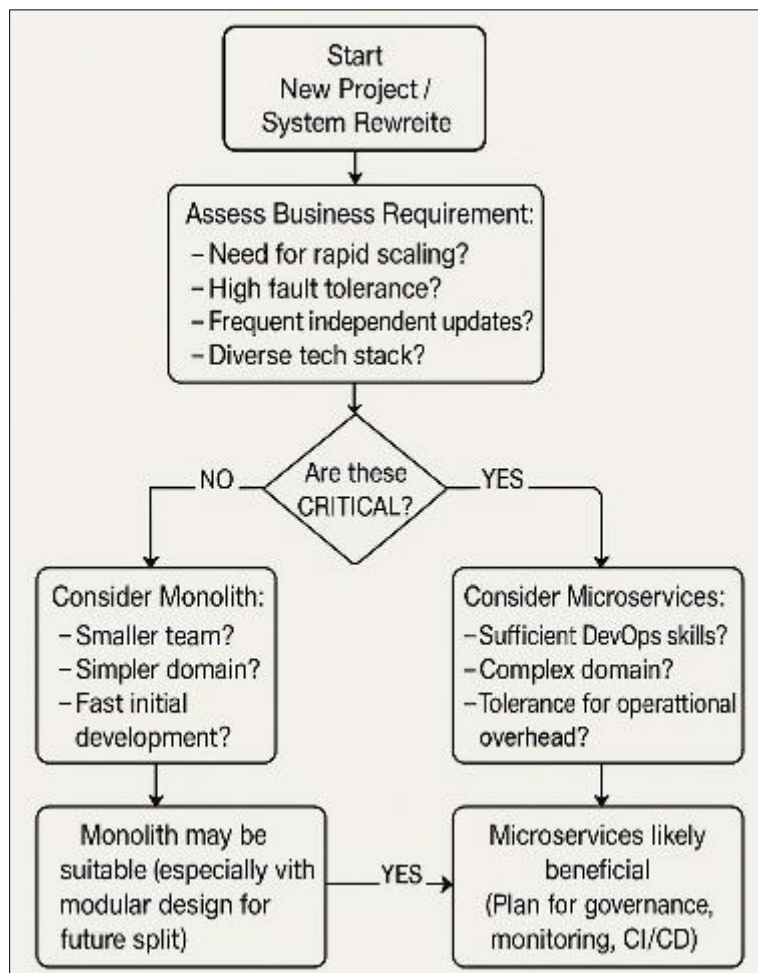 Start
New Project /
System Rewreite
Assess Business Requirement:
– Need for rapid scaling?
– High fault tolerance?
– Frequent independent updates?
– Diverse tech stack?
Are these
CRITICAL?
NO
YES
Consider Monolith:
– Smaller team?
– Simpler domain?
– Fast initial
development?
Consider Microservices:
– Sufficient DevOps skills?
– Complex domain?
– Tolerance for operattional
overhead?
Monolith may be
suitable (especially vith
modular design for
future split)
YES
Microservices likely
beneficial
(Plan for governance,
monitoring, CI/CD)